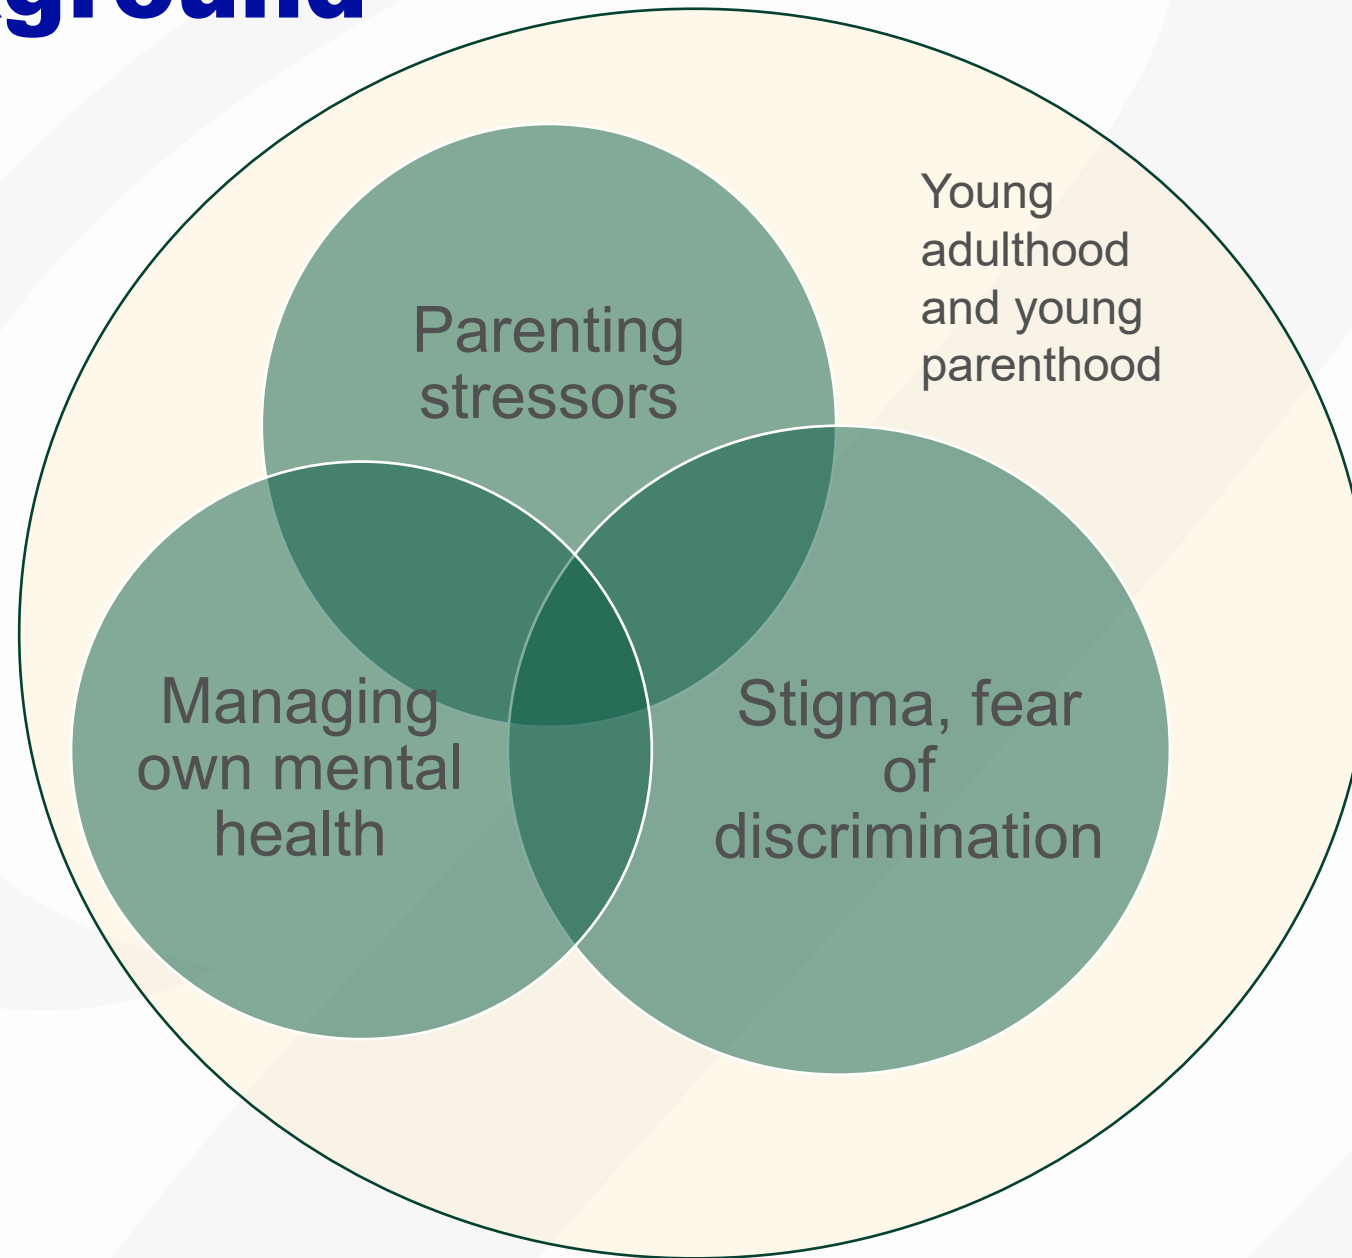 Young
adulthood
and young
parenthood
Parenting
stressors
Managing
own mental
health
Stigma, fear
of
discrimination